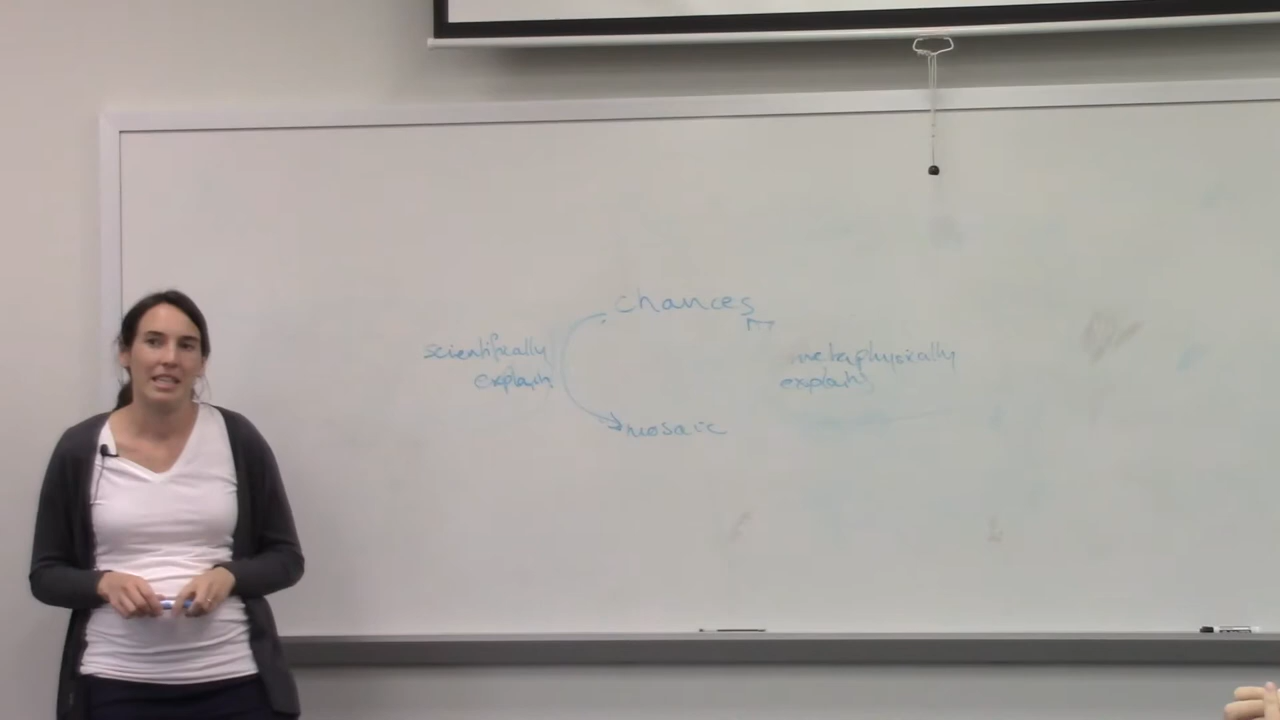 chances
scientifically
explain
metaphysically
explain
mosaic